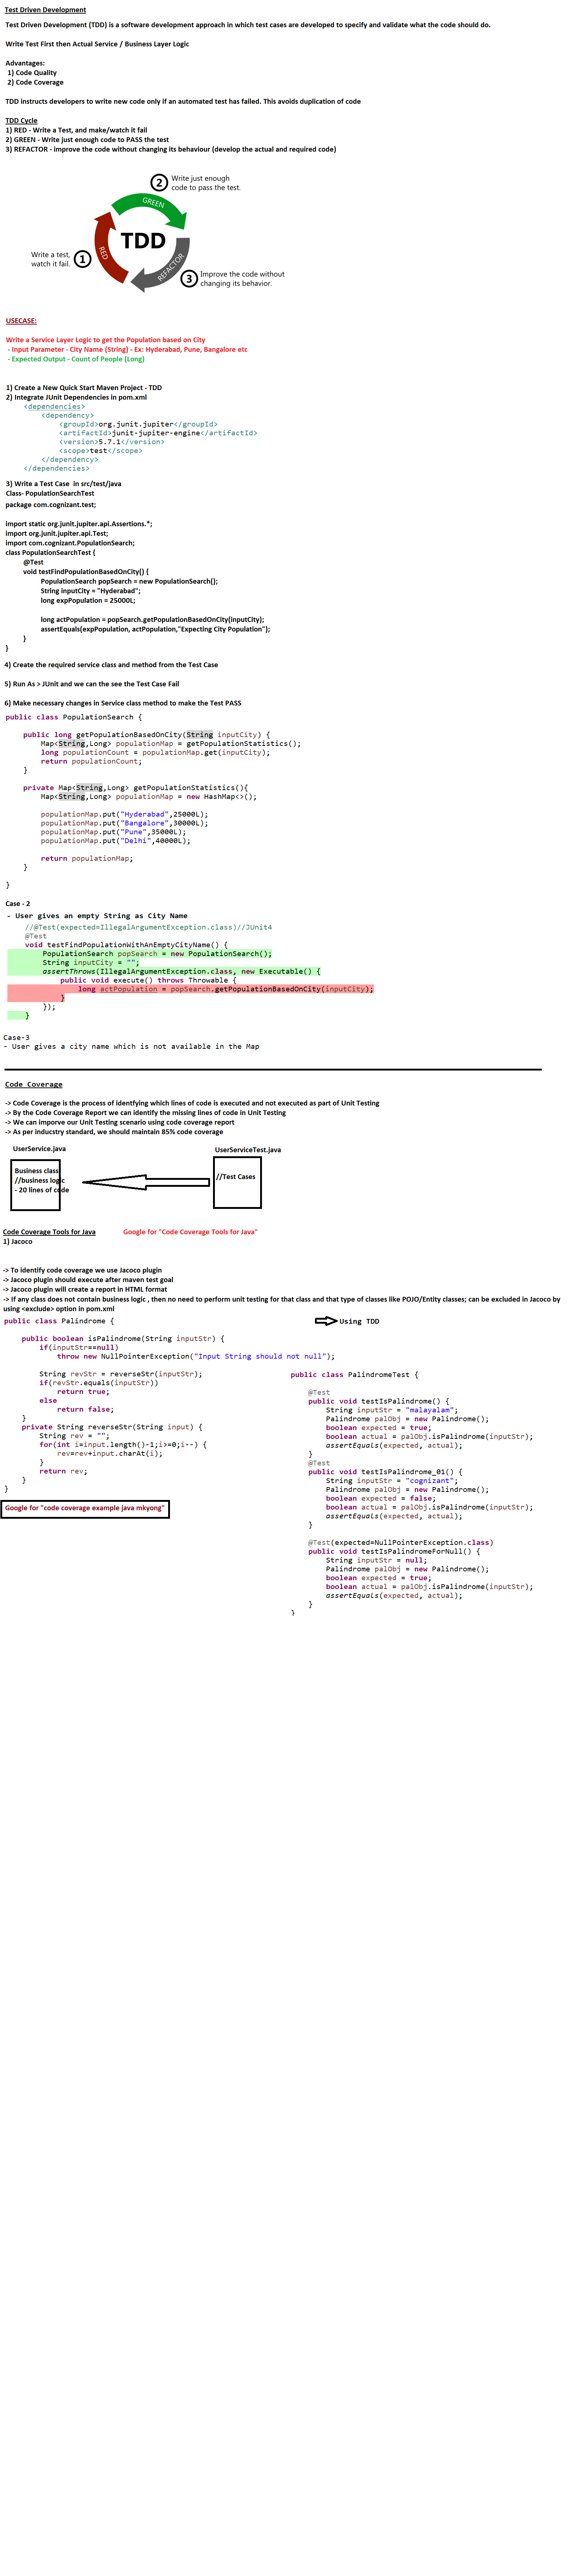 Test Driven Development
Test Driven Development (TDD) is a software development approach in which test cases are developed to specify and validate what the code should do.
Write Test First then Actual Service / Business Layer Logic
Advantages:
1) Code Quality
2) Code Coverage
TDD instructs developers to write new code only if an automated test has failed. This avoids duplication of code
TDD Cycle
1) RED - Write a Test, and make/watch it fail
2) GREEN - Write just enough code to PASS the test
3) REFACTOR - improve the code without changing its behaviour (develop the actual and required code)
2 Write just enough
code to pass the test.
GREEN
TDD
RED
REFACTOR
Write a test,
watch it fail.
1
3 Improve the code without
changing its behavior.
USECASE:
Write a Service Layer Logic to get the Population based on City
- Input Parameter - City Name (String) - Ex: Hyderabad, Pune, Bangalore etc
- Expected Output - Count of People (Long)
1) Create a New Quick Start Maven Project - TDD
2) Integrate JUnit Dependencies in pom.xml
<dependencies>
<dependency>
<groupId>org.junit.jupiter</groupId>
<artifactId>junit-jupiter-engine</artifactId>
<version>5.7.1</version>
<scope>test</scope>
</dependency>
</dependencies>
3) Write a Test Case in src/test/java
Class- PopulationSearchTest
package com.cognizant.test;
import static org.junit.jupiter.api.Assertions.*;
import org.junit.jupiter.api.Test;
import com.cognizant.PopulationSearch;
class PopulationSearchTest {
@Test
void testFindPopulationBasedOnCity() {
PopulationSearch popSearch = new PopulationSearch();
String inputCity = "Hyderabad";
long expPopulation = 25000L;
long actPopulation = popSearch.getPopulationBasedOnCity(inputCity);
assertEquals(expPopulation, actPopulation,"Expecting City Population");
}
}
4) Create the required service class and method from the Test Case
5) Run As > JUnit and we can the see the Test Case Fail
6) Make necessary changes in Service class method to make the Test PASS
public class PopulationSearch {
public long getPopulationBasedOnCity(String inputCity) {
Map<String,Long> populationMap = getPopulationStatistics();
long populationCount = populationMap.get(inputCity);
return populationCount;
}
private Map<String,Long> getPopulationStatistics(){
Map<String,Long> populationMap = new HashMap<>();
populationMap.put("Hyderabad",25000L);
populationMap.put("Bangalore",30000L);
populationMap.put("Pune",35000L);
populationMap.put("Delhi",40000L);
return populationMap;
}
}
Case - 2
- User gives an empty String as City Name
//@Test(expected=IllegalArgumentException.class)//JUnit4
@Test
void testFindPopulationWithAnEmptyCityName() {
PopulationSearch popSearch = new PopulationSearch();
String inputCity = "";
assertThrows(IllegalArgumentException.class, new Executable() {
public void execute() throws Throwable {
long actPopulation = popSearch.getPopulationBasedOnCity(inputCity);
}
});
}
Case-3
- User gives a city name which is not available in the Map
Code Coverage
-> Code Coverage is the process of identfying which lines of code is executed and not executed as part of Unit Testing
-> By the Code Coverage Report we can identify the missing lines of code in Unit Testing
-> We can imporve our Unit Testing scenario using code coverage report
-> As per inducstry standard, we should maintain 85% code coverage
UserService.java
UserServiceTest.java
Business class
//business logic
- 20 lines of code
//Test Cases
Code Coverage Tools for Java Google for "Code Coverage Tools for Java"
1) Jacoco
-> To identify code coverage we use Jacoco plugin
-> Jacoco plugin should execute after maven test goal
-> Jacoco plugin will create a report in HTML format
-> If any class does not contain business logic , then no need to perform unit testing for that class and that type of classes like POJO/Entity classes; can be excluded in Jacoco by
using <exclude> option in pom.xml
public class Palindrome {
public boolean isPalindrome(String inputStr) {
if(inputStr==null)
throw new NullPointerException("Input String should not null");
String revStr = reverseStr(inputStr);
if(revStr.equals(inputStr))
return true;
else
return false;
}
private String reverseStr(String input) {
String rev = "";
for(int i=input.length()-1;i>=0;i--) {
rev=rev+input.charAt(i);
}
return rev;
}
}
Google for "code coverage example java mkyong"
Using TDD
public class PalindromeTest {
@Test
public void testIsPalindrome() {
String inputStr = "malayalam";
Palindrome palObj = new Palindrome();
boolean expected = true;
boolean actual = palObj.isPalindrome(inputStr);
assertEquals(expected, actual);
}
@Test
public void testIsPalindrome_01() {
String inputStr = "cognizant";
Palindrome palObj = new Palindrome();
boolean expected = false;
boolean actual = palObj.isPalindrome(inputStr);
assertEquals(expected, actual);
}
@Test(expected=NullPointerException.class)
public void testIsPalindromeForNull() {
String inputStr = null;
Palindrome palObj = new Palindrome();
boolean expected = true;
boolean actual = palObj.isPalindrome(inputStr);
assertEquals(expected, actual);
}
}